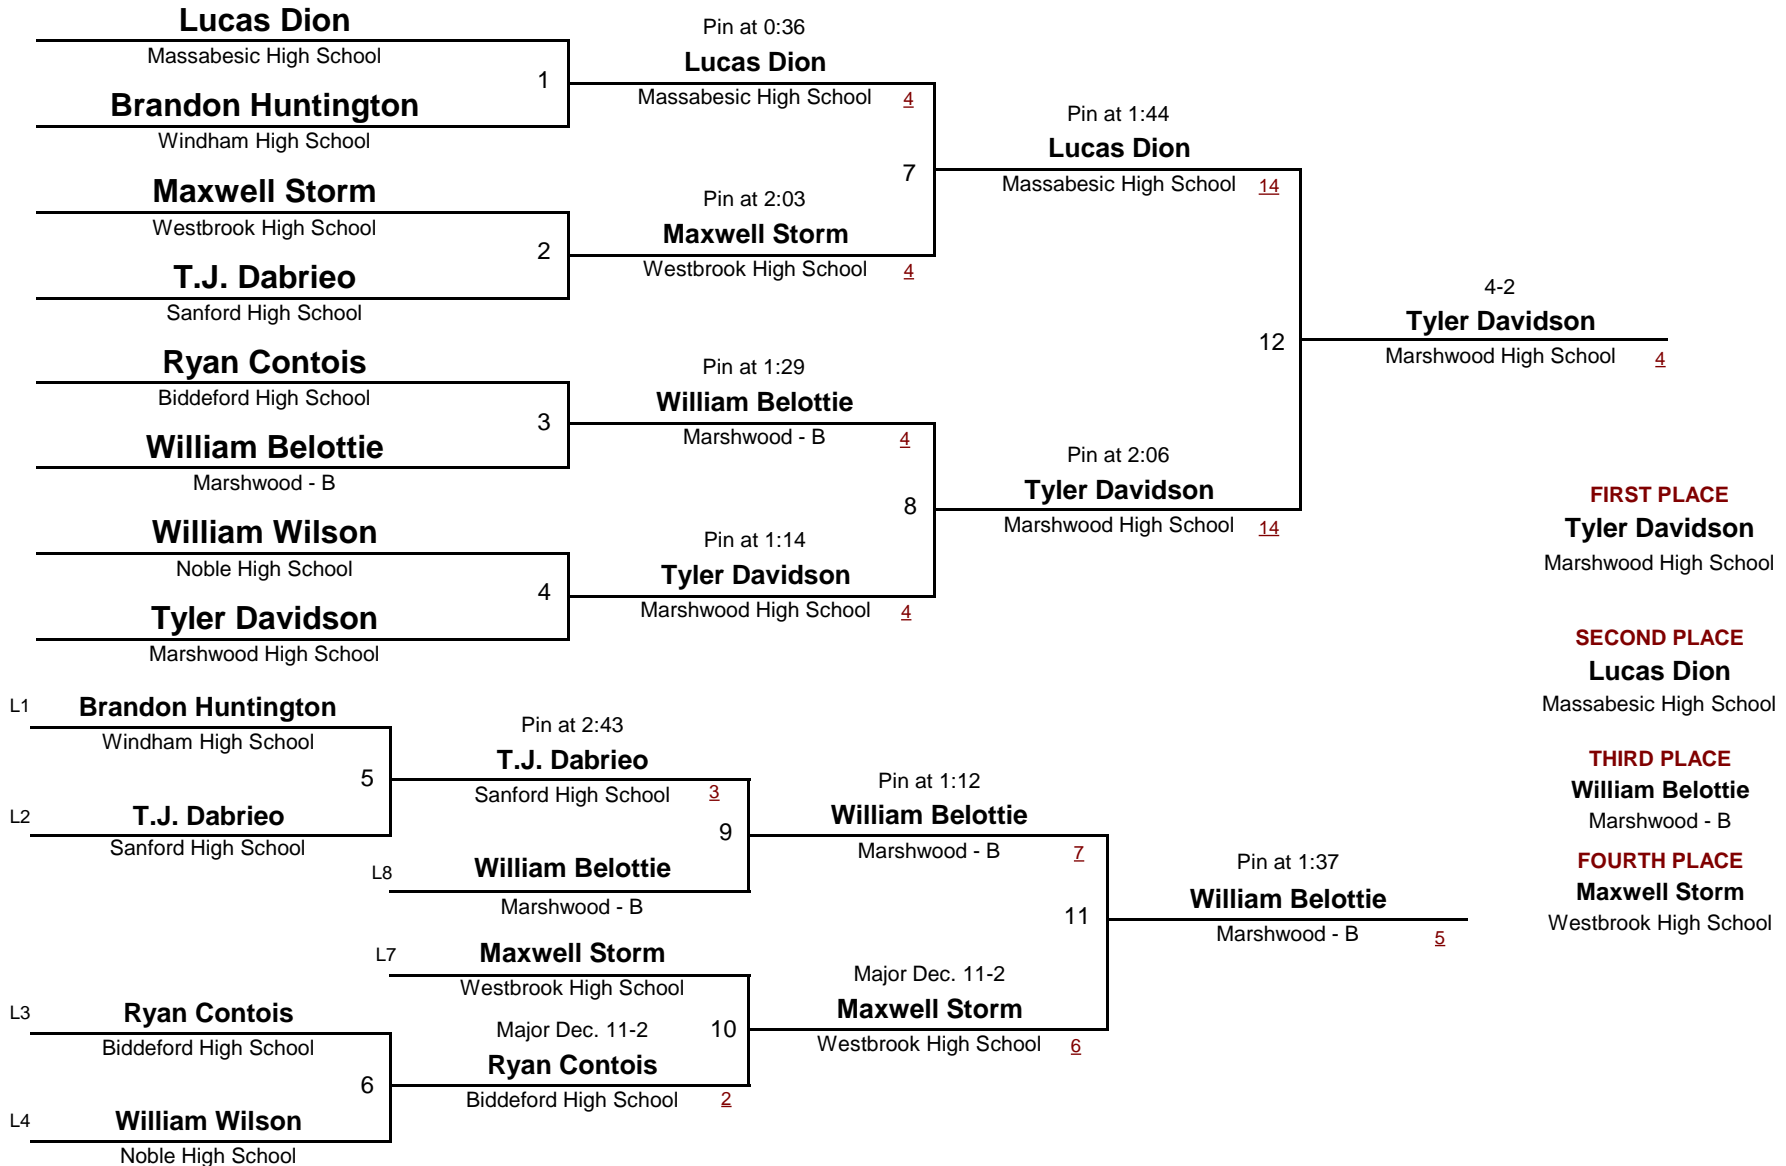 Lucas Dion
Massabesic High School
1
Brandon Huntington
Windham High School
Maxwell Storm
Westbrook High School
2
T.J. Dabrieo
Sanford High School
Ryan Contois
Biddeford High School
3
William Belottie
Marshwood - B
William Wilson
Noble High School
4
Tyler Davidson
Marshwood High School
Pin at 0:36
Lucas Dion
Massabesic High School 4
7
Pin at 2:03
Maxwell Storm
Westbrook High School 4
Pin at 1:29
William Belottie
Marshwood - B 4
8
Pin at 1:14
Tyler Davidson
Marshwood High School 4
Pin at 1:44
Lucas Dion
Massabesic High School 14
12
Pin at 2:06
Tyler Davidson
Marshwood High School 14
4-2
Tyler Davidson
Marshwood High School 4
FIRST PLACE
Tyler Davidson
Marshwood High School
SECOND PLACE
Lucas Dion
Massabesic High School
THIRD PLACE
William Belottie
Marshwood - B
FOURTH PLACE
Maxwell Storm
Westbrook High School
L1 Brandon Huntington
Windham High School
5
L2 T.J. Dabrieo
Sanford High School
L3 Ryan Contois
Biddeford High School
6
L4 William Wilson
Noble High School
Pin at 2:43
T.J. Dabrieo
Sanford High School 3
9
L8 William Belottie
Marshwood - B
L7 Maxwell Storm
Westbrook High School
Major Dec. 11-2 10
Ryan Contois
Biddeford High School 2
Pin at 1:12
William Belottie
Marshwood - B 7
11
Major Dec. 11-2
Maxwell Storm
Westbrook High School 6
Pin at 1:37
William Belottie
Marshwood - B 5